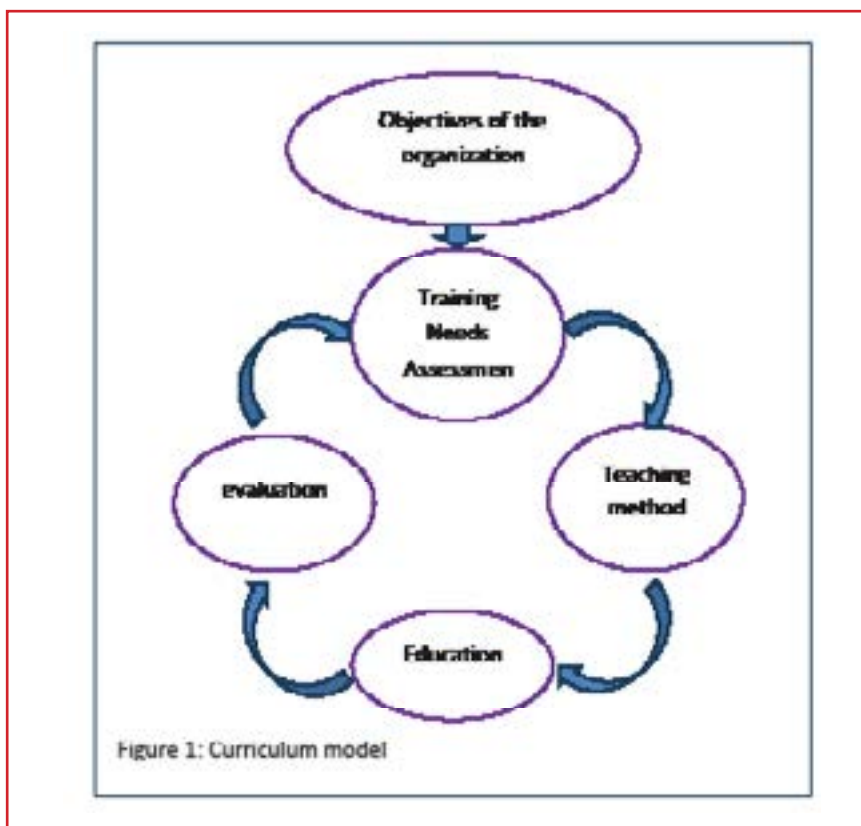 Objectives of the
organization
Training
Needs
Assessmen
Teaching
method
Education
evaluation
Figure 1: Curriculum model